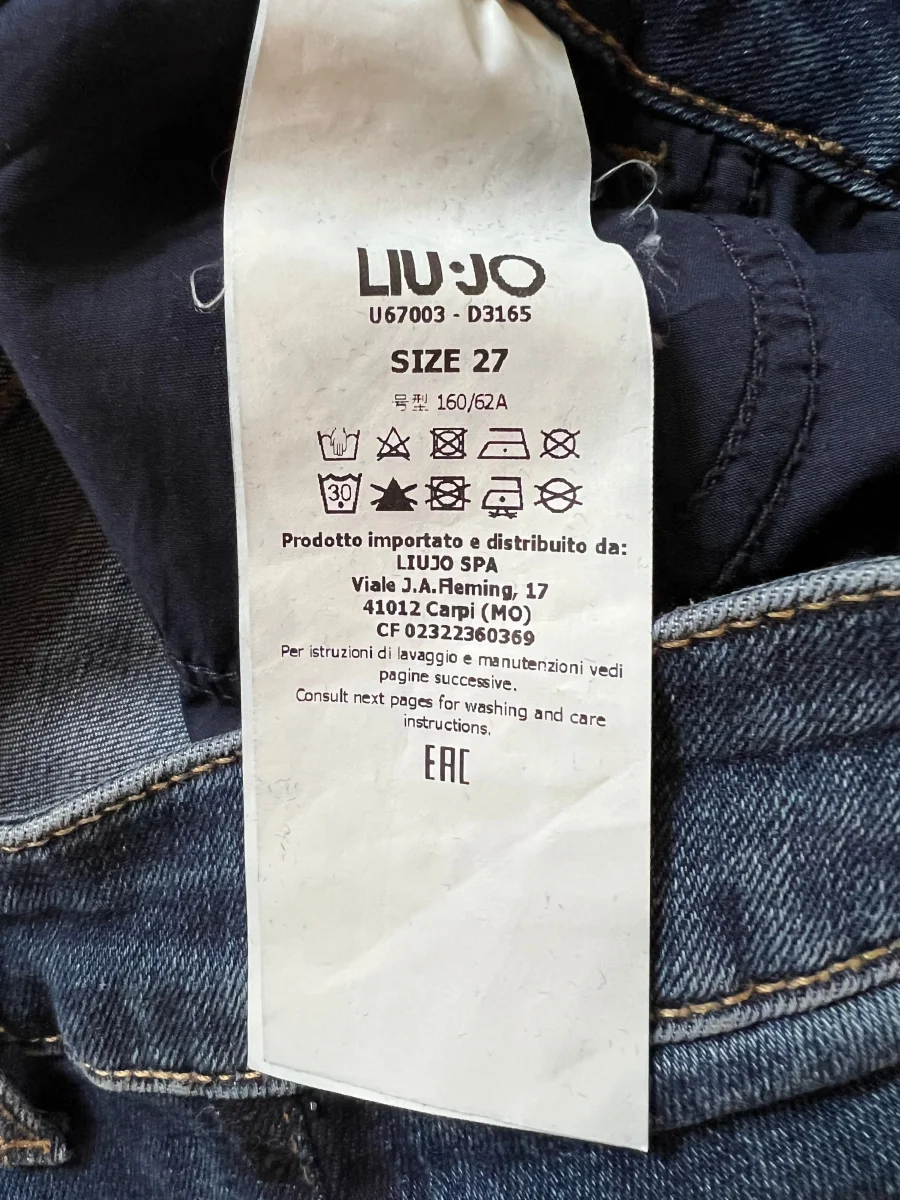 LIU·JO
U67003 - D3165
SIZE 27
号型 160/62A
30
Prodotto importato e distribuito da:
LIUJO SPA
Viale J.A.Fleming, 17
41012 Carpi (MO)
CF 02322360369
Per istruzioni di lavaggio e manutenzioni vedi
pagine successive.
Consult next pages for washing and care
instructions.
EAC